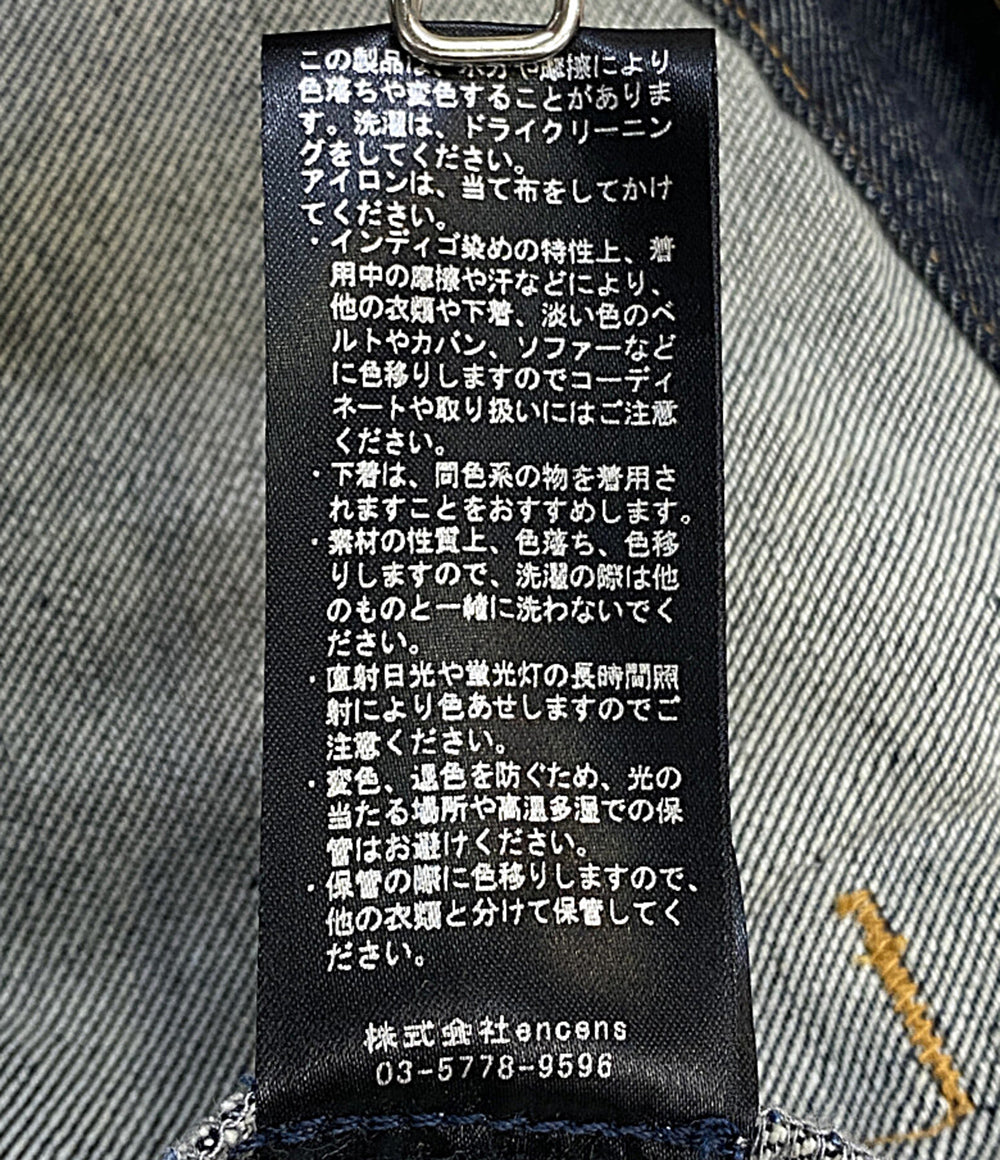 この製品は、水分や摩擦により
色落ちや変色することがありま
す。洗濯は、ドライクリーニン
グをしてください。
アイロンは、当て布をしてかけ
てください。
・インディゴ染めの特性上、着
用中の摩擦や汗などにより、
他の衣類や下着、淡い色のベ
ルトやカバン、ソファーなど
に色移りしますのでコーディ
ネートや取り扱いにはご注意
ください。
・下着は、同色系の物を着用さ
れますことをおすすめします。
・素材の性質上、色落ち、色移
りしますので、洗濯の際は他
のものと一緒に洗わないでく
ださい。
・直射日光や蛍光灯の長時間照
射により色あせしますのでご
注意ください。
・変色、退色を防ぐため、光の
当たる場所や高温多湿での保
管はお避けください。
・保管の際に色移りしますので、
他の衣類と分けて保管してく
ださい。
株式会社encens
03-5778-9596